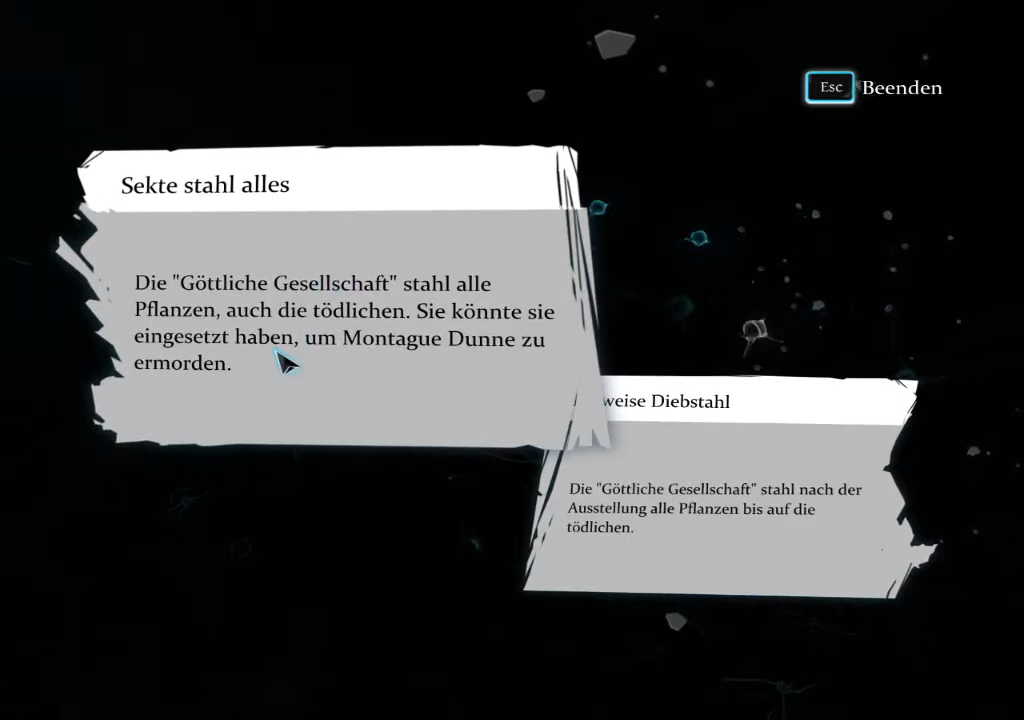 Esc Beenden
Sekte stahl alles
Die "Göttliche Gesellschaft" stahl alle
Pflanzen, auch die tödlichen. Sie könnte sie
eingesetzt haben, um Montague Dunne zu
ermorden.
Diebstahl
Die "Göttliche Gesellschaft" stahl nach der
Ausstellung alle Pflanzen bis auf die
tödlichen.